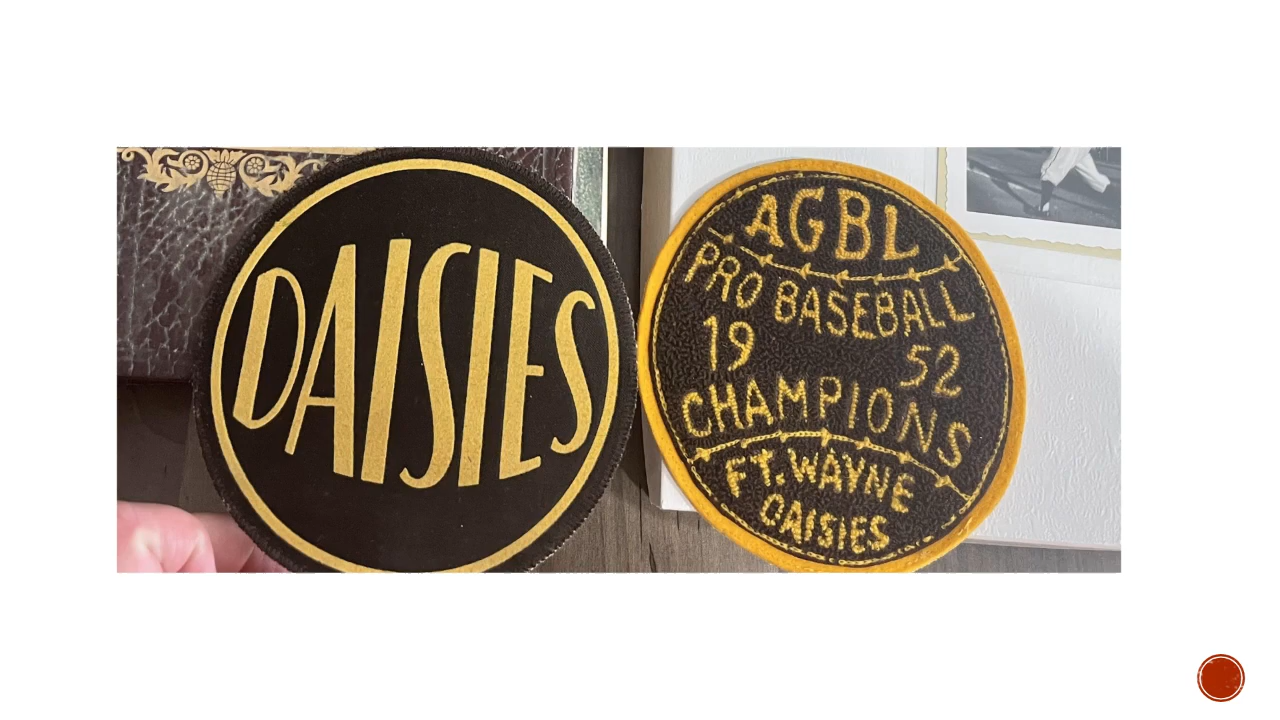 DAISIES
AGBL
PRO BASEBALL
19 52
CHAMPIONS
FT. WAYNE
DAISIES